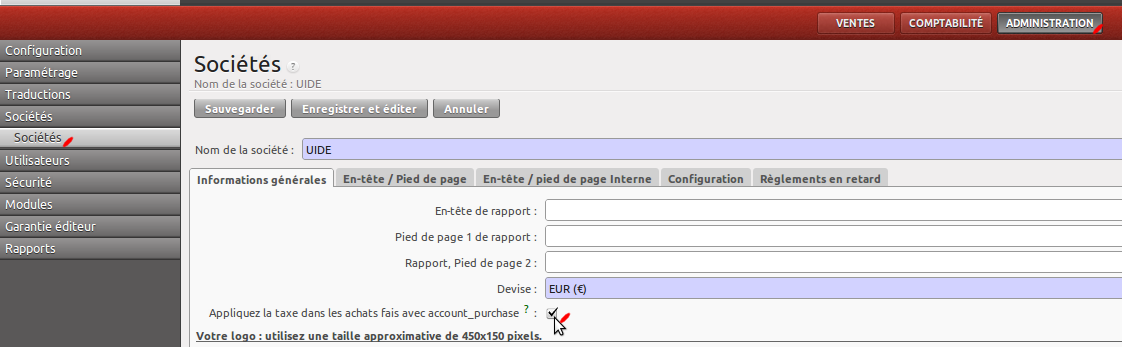 VENTES COMPTABILITÉ ADMINISTRATION
Configuration
Paramétrage
Traductions
Sociétés
Sociétés
Utilisateurs
Sécurité
Modules
Garantie éditeur
Rapports
Sociétés ?
Nom de la société : UIDE
Sauvegarder Enregistrer et éditer Annuler
Nom de la société : UIDE
Informations générales En-tête / Pied de page En-tête / pied de page Interne Configuration Règlements en retard
En-tête de rapport :
Pied de page 1 de rapport :
Rapport, Pied de page 2 :
Devise : EUR (€)
Appliquez la taxe dans les achats fais avec account_purchase ? :
Votre logo : utilisez une taille approximative de 450x150 pixels.